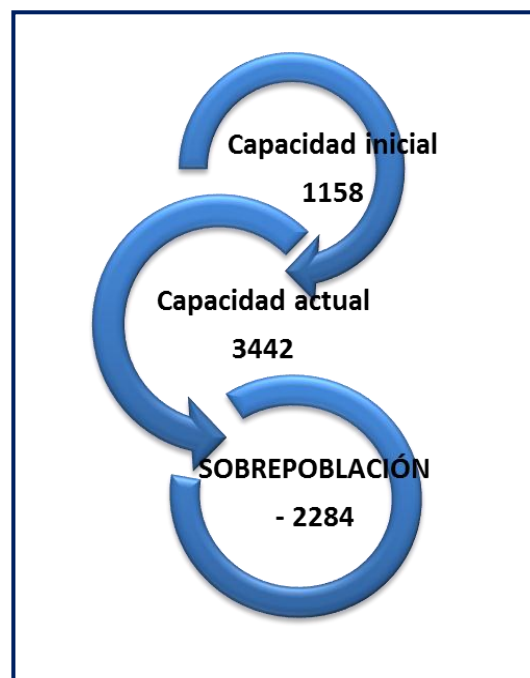 Capacidad inicial
1158
Capacidad actual
3442
SOBREPOBLACIÓN
- 2284